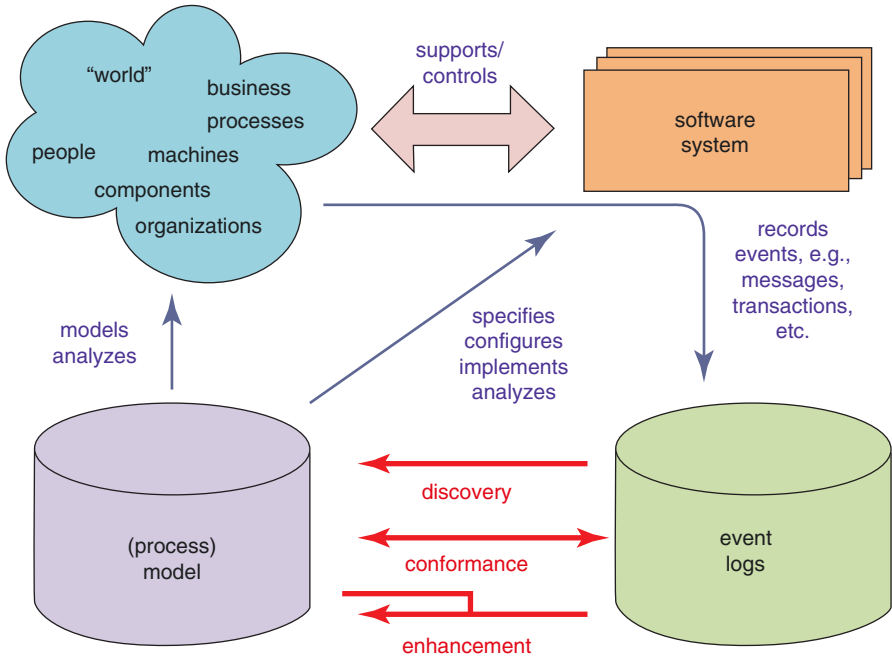 “world”
business
processes
people
machines
components
organizations
supports/
controls
software
system
records
events, e.g.,
messages,
transactions,
etc.
models
analyzes
specifies
configures
implements
analyzes
(process)
model
discovery
conformance
enhancement
event
logs